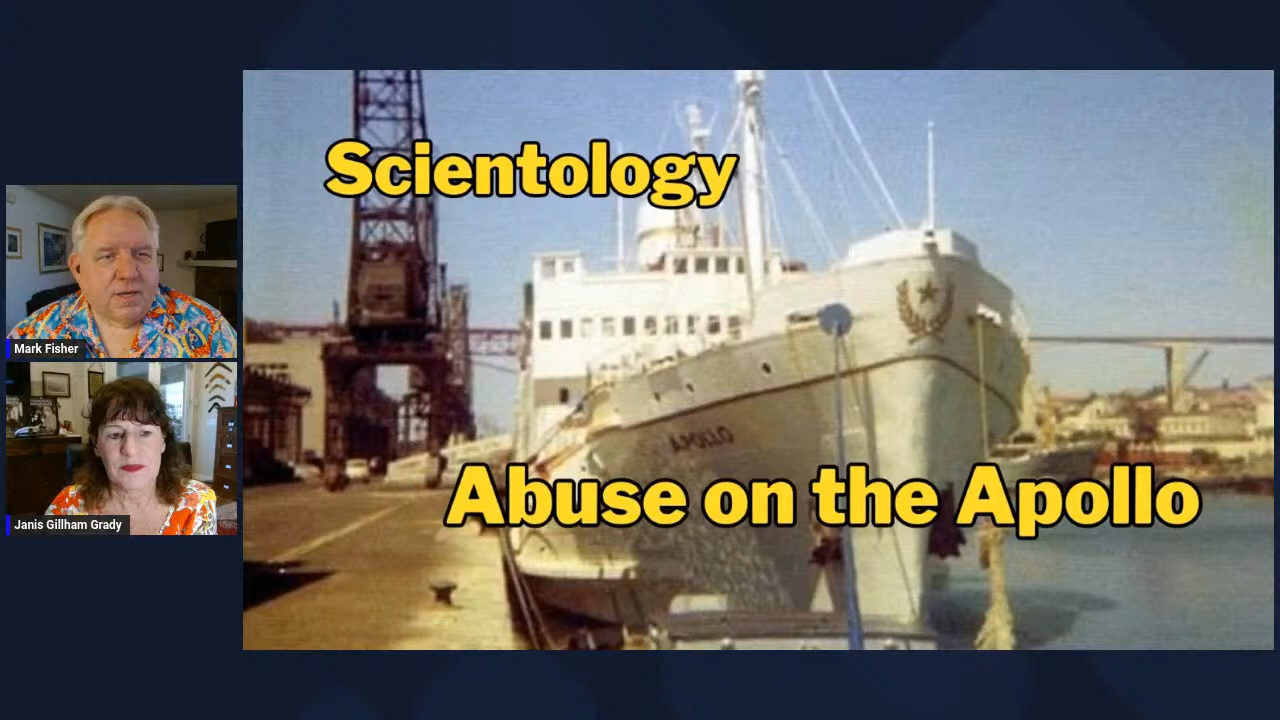 Scientology
APOLLO
Abuse on the Apollo
Mark Fisher
Janis Gillham Grady